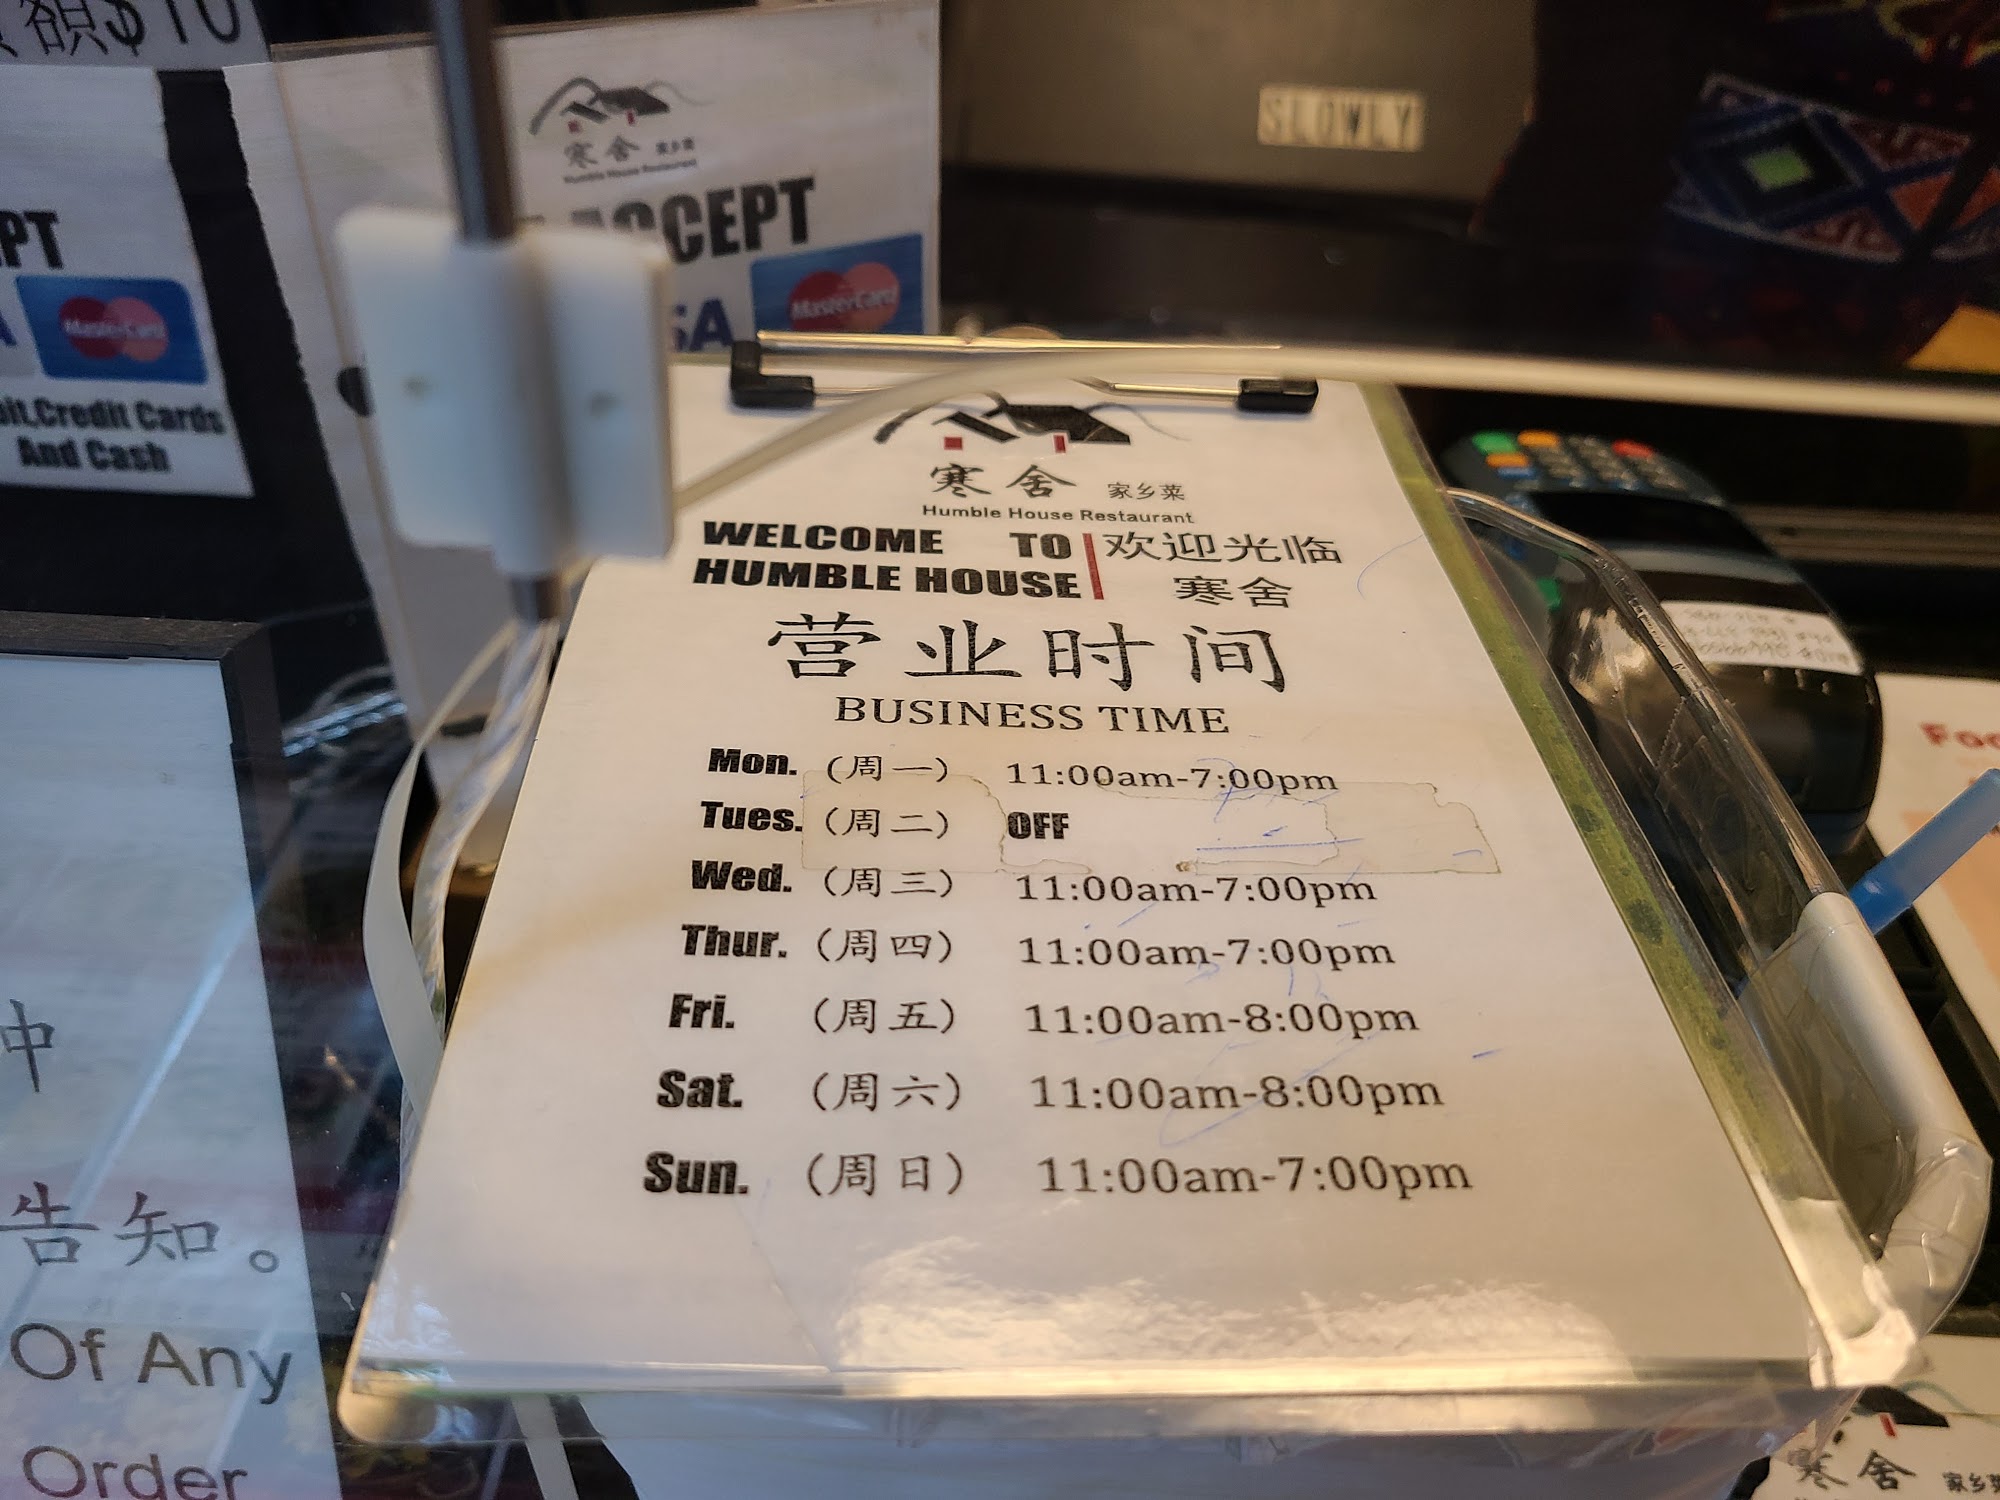 額$10
寒舍 家乡菜
Humble House Restaurant
ACCEPT
MasterCard
SLOWLY
MasterCard
Credit Cards
And Cash
寒舍 家乡菜
Humble House Restaurant
WELCOME TO
HUMBLE HOUSE
欢迎光临
寒舍
营业时间
BUSINESS TIME
Mon. (周一) 11:00am-7:00pm
Tues. (周二) OFF
Wed. (周三) 11:00am-7:00pm
Thur. (周四) 11:00am-7:00pm
Fri. (周五) 11:00am-8:00pm
Sat. (周六) 11:00am-8:00pm
Sun. (周日) 11:00am-7:00pm
告知。
Of Any
Order
寒舍